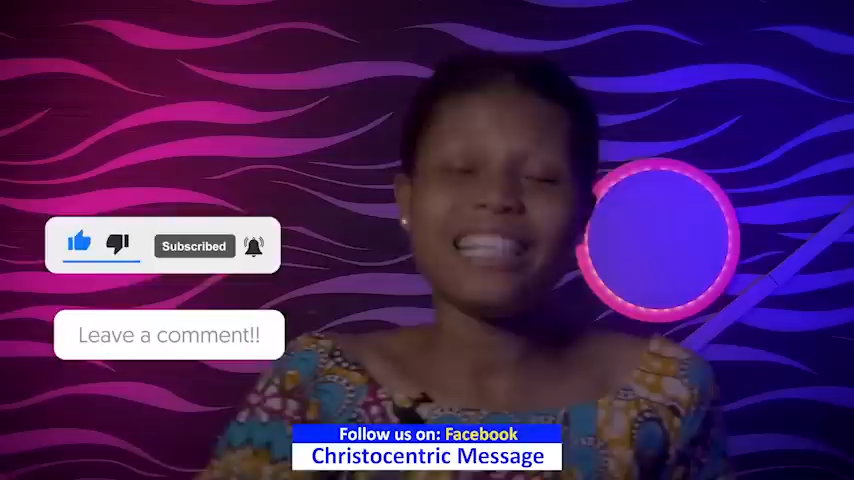 Subscribed
Leave a comment!!
Follow us on: Facebook
Christocentric Message